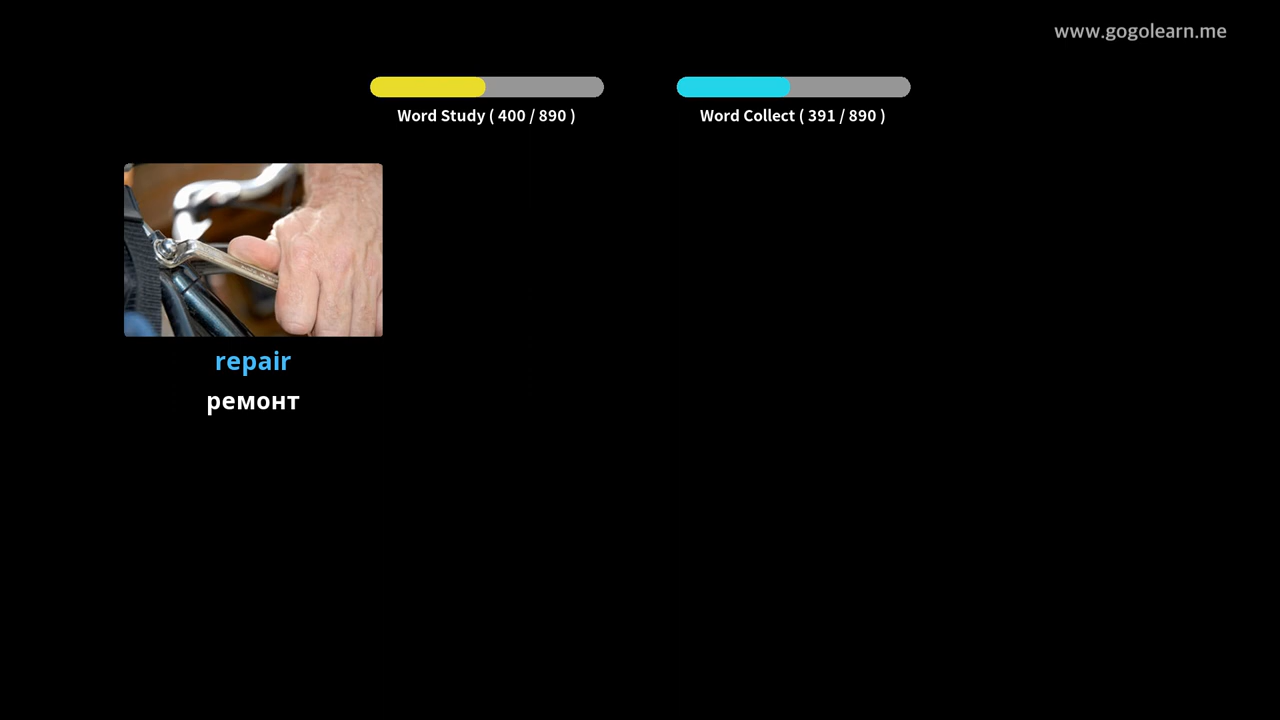 www.gogolearn.me
Word Study ( 400 / 890 )
Word Collect ( 391 / 890 )
repair
ремонт